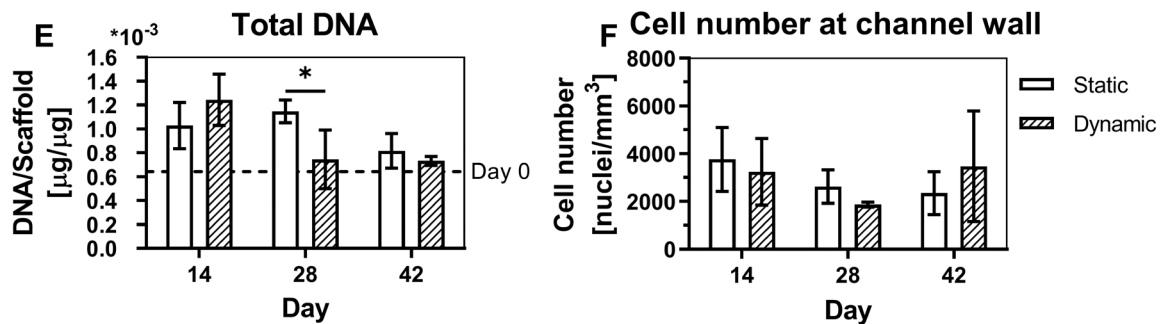 E
Total DNA
*10⁻³
DNA/Scaffold
[µg/µg]
1.6
1.4
1.2
1.0
0.8
0.6
0.4
0.2
0.0
*
Day 0
14 28 42
Day
F
Cell number at channel wall
Cell number
[nuclei/mm³]
8000
6000
4000
2000
0
14 28 42
Day
Static
Dynamic